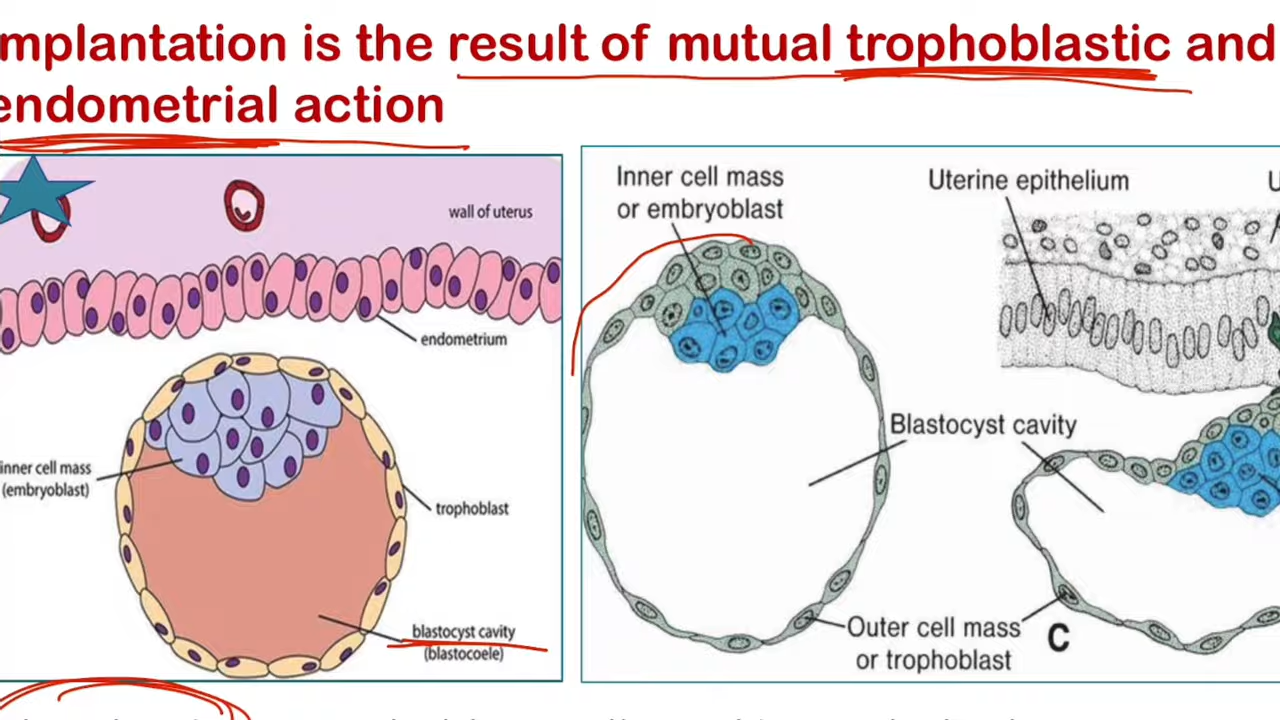 mplantation is the result of mutual trophoblastic and
endometrial action
wall of uterus
endometrium
inner cell mass
(embryoblast)
trophoblast
blastocyst cavity
(blastocoele)
Inner cell mass
or embryoblast
Uterine epithelium
U
Blastocyst cavity
Outer cell mass
or trophoblast
C